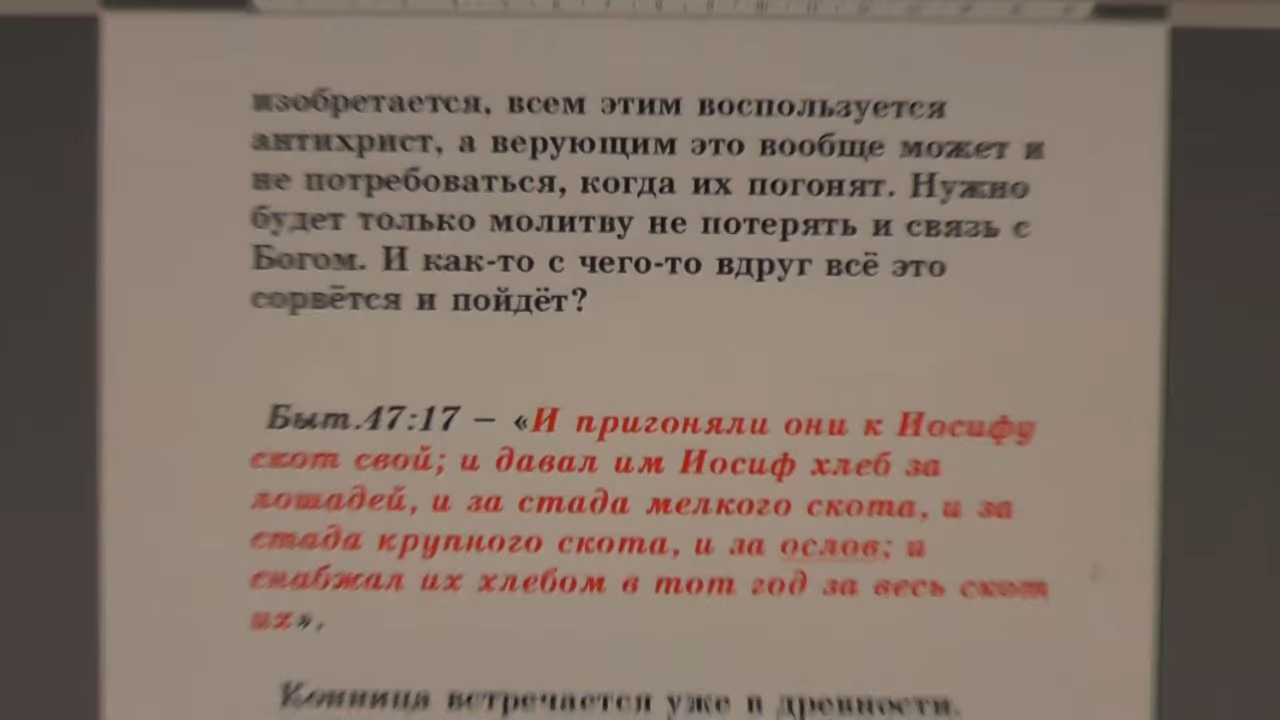 изобретается, всем этим воспользуется
антихрист, а верующим это вообще может и
не потребоваться, когда их погонят. Нужно
будет только молитву не потерять и связь с
Богом. И как-то с чего-то вдруг всё это
сорвётся и пойдёт?
Быт.47:17 – «И пригоняли они к Иосифу
скот свой; и давал им Иосиф хлеб за
лошадей, и за стада мелкого скота, и за
стада крупного скота, и ла ослов; и
снабжал их хлебом в тот год за весь скот
их».
Конница встречается уже в древности.